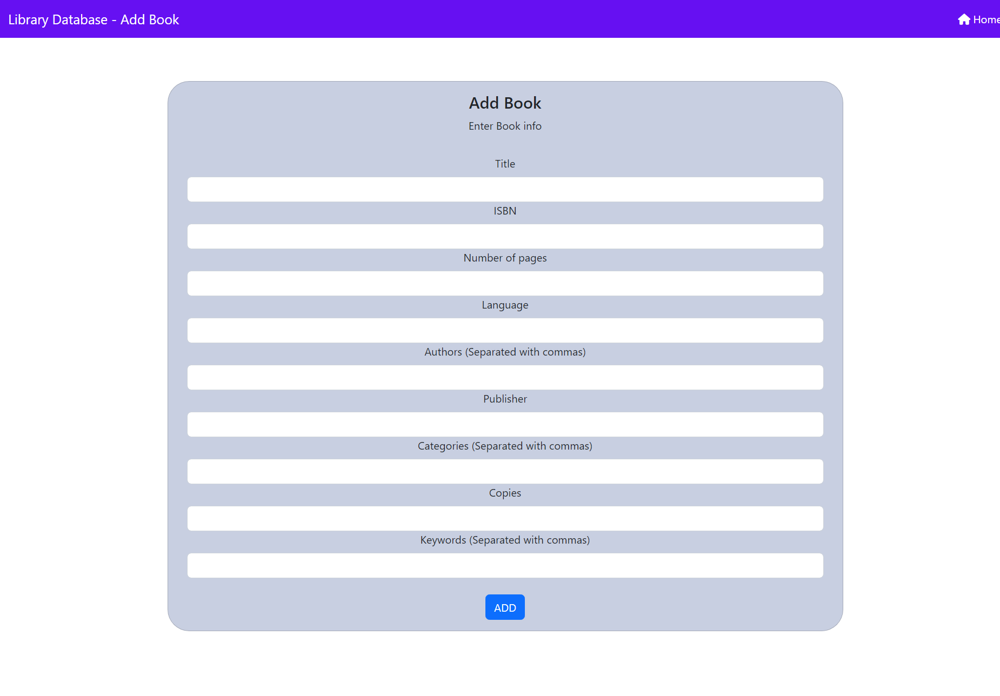 Library Database - Add Book
Home
Add Book
Enter Book info
Title
ISBN
Number of pages
Language
Authors (Separated with commas)
Publisher
Categories (Separated with commas)
Copies
Keywords (Separated with commas)
ADD